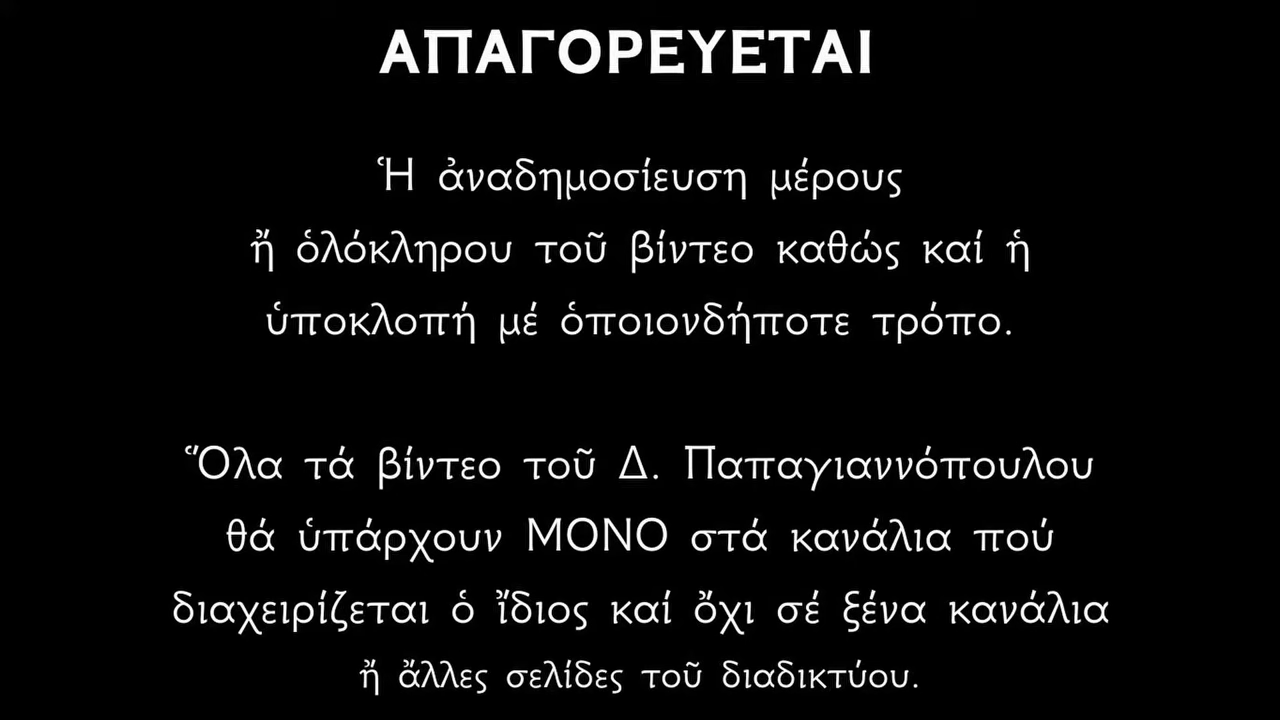 ΑΠΑΓΟΡΕΥΕΤΑΙ
Ἡ ἀναδημοσίευση μέρους
ἤ ὁλόκληρου τοῦ βίντεο καθώς καί ἡ
ὑποκλοπή μέ ὁποιονδήποτε τρόπο.
Ὅλα τά βίντεο τοῦ Δ. Παπαγιαννόπουλου
θά ὑπάρχουν ΜΟΝΟ στά κανάλια πού
διαχειρίζεται ὁ ἴδιος καί ὄχι σέ ξένα κανάλια
ἤ ἄλλες σελίδες τοῦ διαδικτύου.